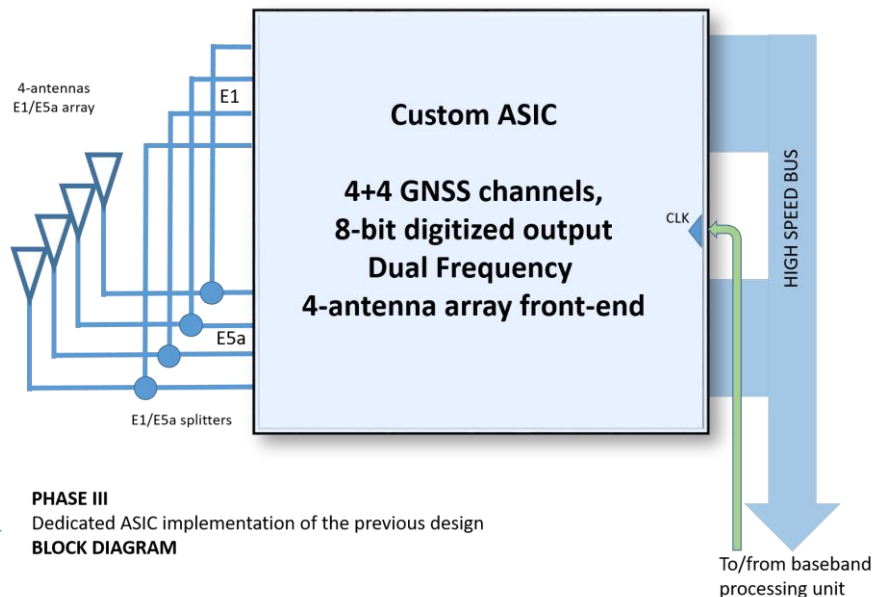 4-antennas
E1/E5a array
E1
E5a
E1/E5a splitters
Custom ASIC
4+4 GNSS channels,
8-bit digitized output
Dual Frequency
4-antenna array front-end
CLK
HIGH SPEED BUS
PHASE III
Dedicated ASIC implementation of the previous design
BLOCK DIAGRAM
To/from baseband
processing unit